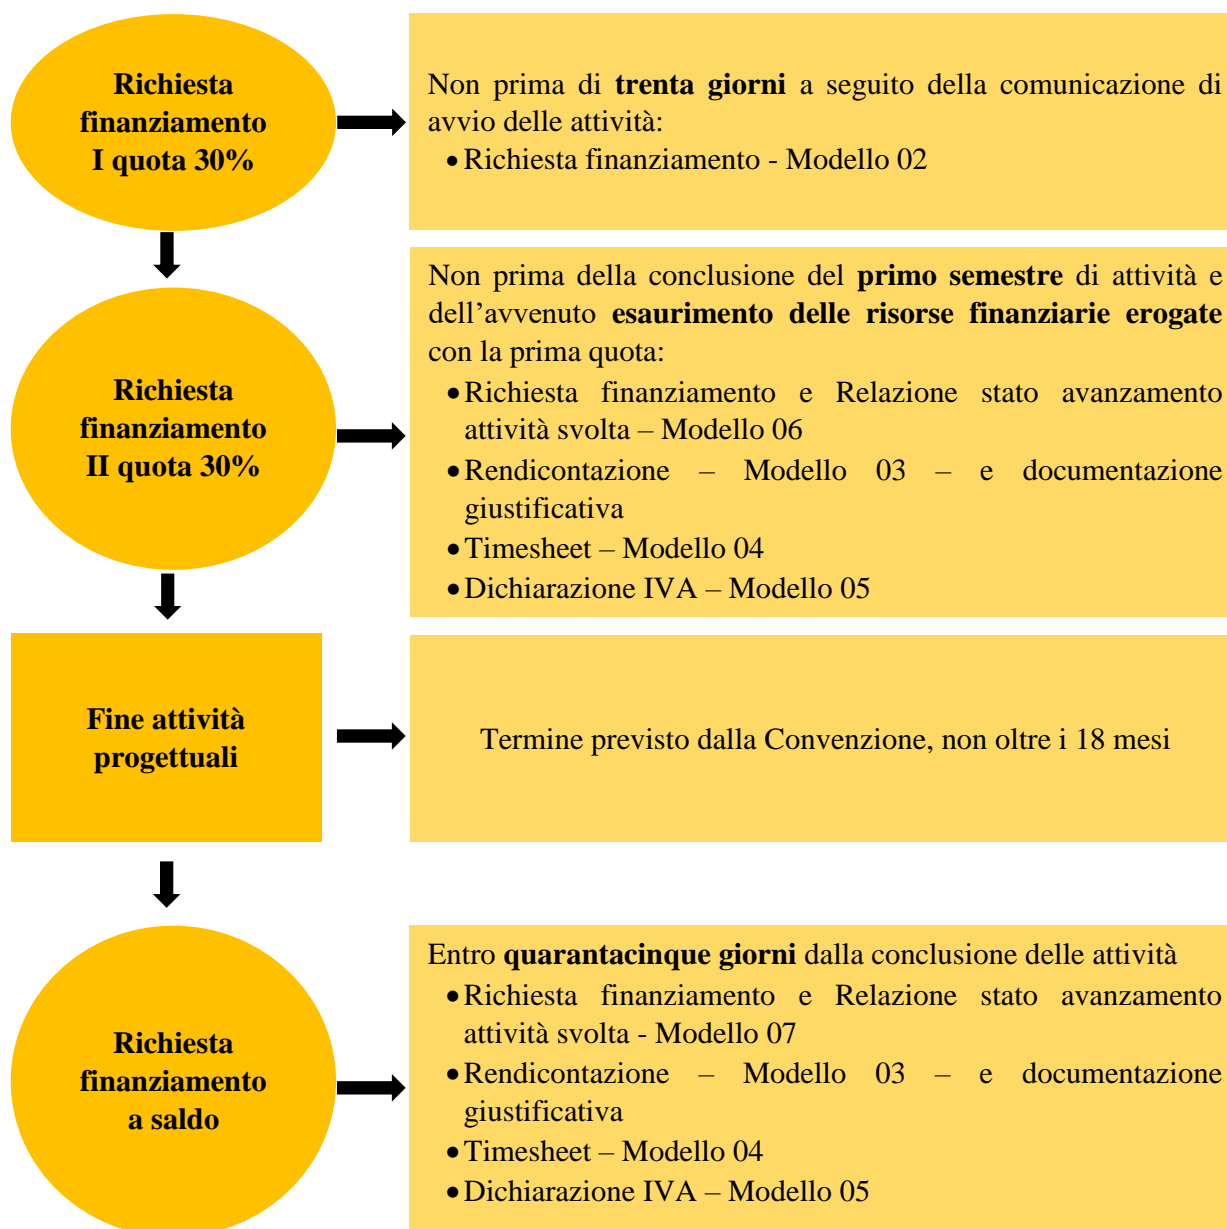 Richiesta
finanziamento
I quota 30%
Non prima di trenta giorni a seguito della comunicazione di
avvio delle attività:
• Richiesta finanziamento - Modello 02
Richiesta
finanziamento
II quota 30%
Non prima della conclusione del primo semestre di attività e
dell’avvenuto esaurimento delle risorse finanziarie erogate
con la prima quota:
• Richiesta finanziamento e Relazione stato avanzamento
attività svolta – Modello 06
• Rendicontazione – Modello 03 – e documentazione
giustificativa
• Timesheet – Modello 04
• Dichiarazione IVA – Modello 05
Fine attività
progettuali
Termine previsto dalla Convenzione, non oltre i 18 mesi
Richiesta
finanziamento
a saldo
Entro quarantacinque giorni dalla conclusione delle attività
• Richiesta finanziamento e Relazione stato avanzamento
attività svolta - Modello 07
• Rendicontazione – Modello 03 – e documentazione
giustificativa
• Timesheet – Modello 04
• Dichiarazione IVA – Modello 05